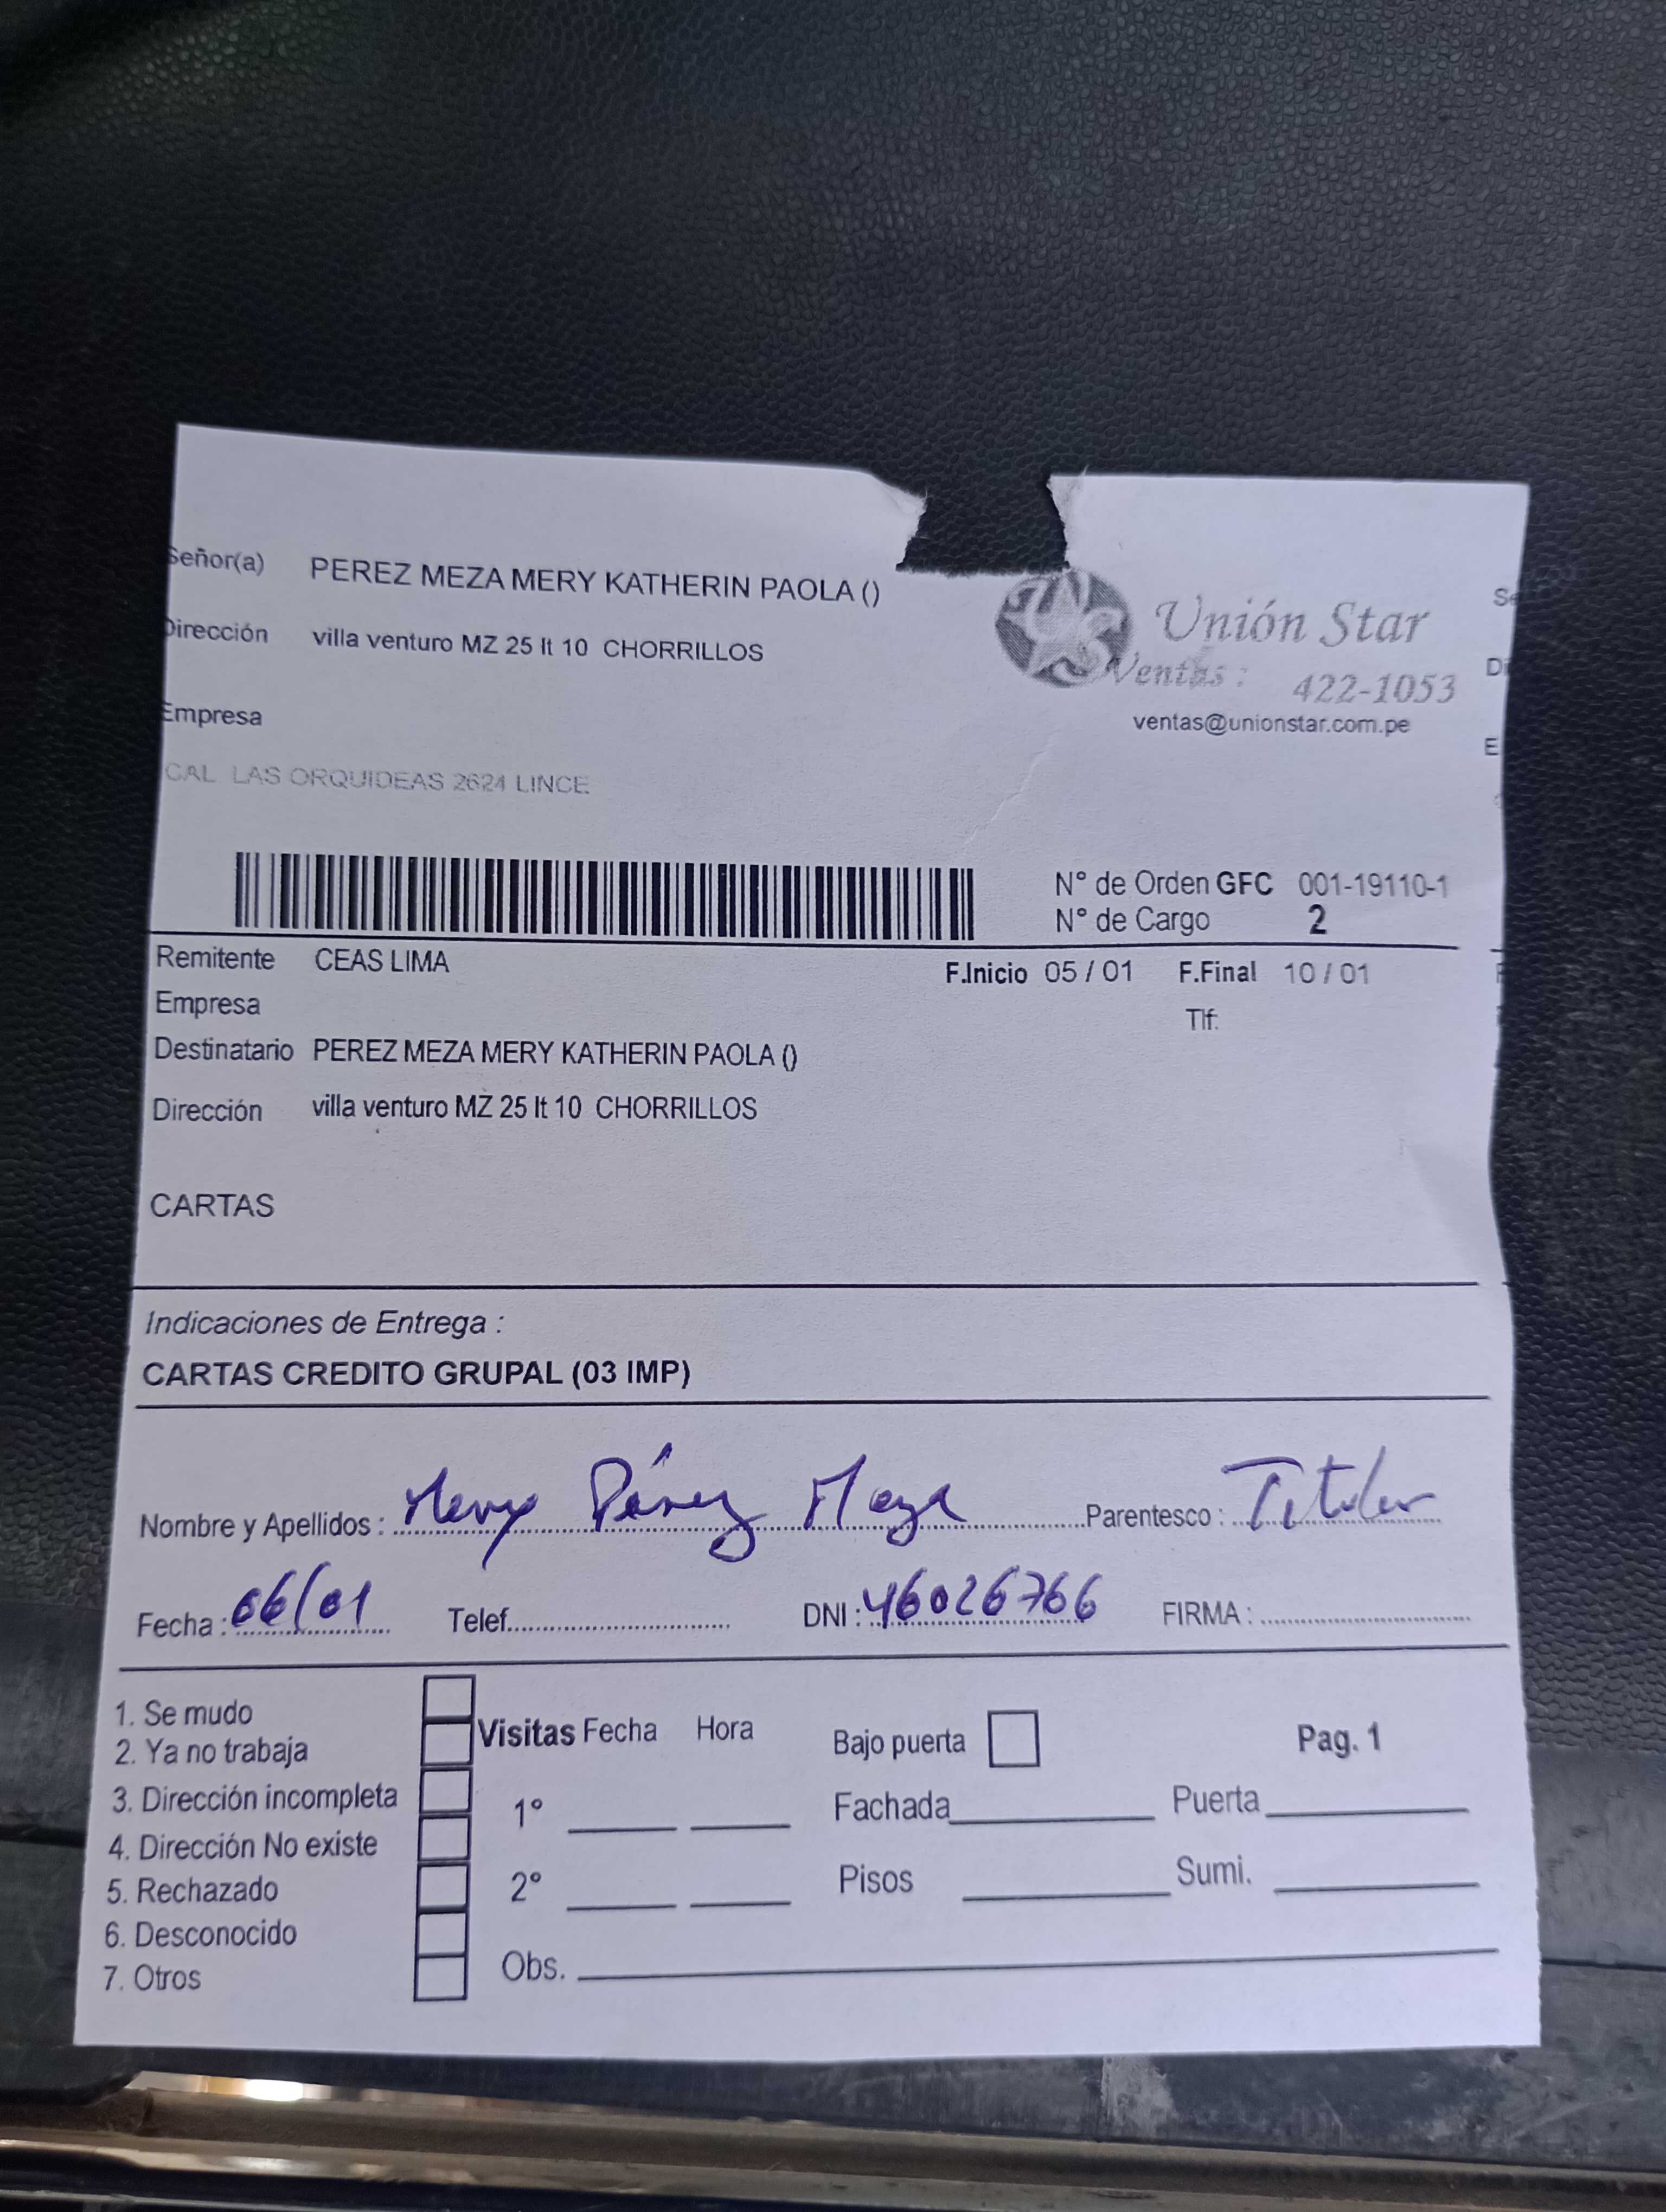 Señor(a) PEREZ MEZA MERY KATHERIN PAOLA ()
Dirección villa venturo MZ 25 lt 10 CHORRILLOS
Empresa
CAL. LAS ORQUIDEAS 2624 LINCE
Unión Star
Ventas : 422-1053
ventas@unionstar.com.pe
Se
Di
E
N° de Orden GFC 001-19110-1
N° de Cargo 2
Remitente CEAS LIMA F.Inicio 05 / 01 F.Final 10 / 01
Empresa Tlf:
Destinatario PEREZ MEZA MERY KATHERIN PAOLA ()
Dirección villa venturo MZ 25 lt 10 CHORRILLOS
CARTAS
Indicaciones de Entrega :
CARTAS CREDITO GRUPAL (03 IMP)
Nombre y Apellidos : Mery Pérez Meza Parentesco : Titular
Fecha : 06/01 Telef. DNI : 46026766 FIRMA :
1. Se mudo
2. Ya no trabaja
3. Dirección incompleta
4. Dirección No existe
5. Rechazado
6. Desconocido
7. Otros
Visitas Fecha Hora
1°
2°
Obs.
Bajo puerta Pag. 1
Fachada Puerta
Pisos Sumi.